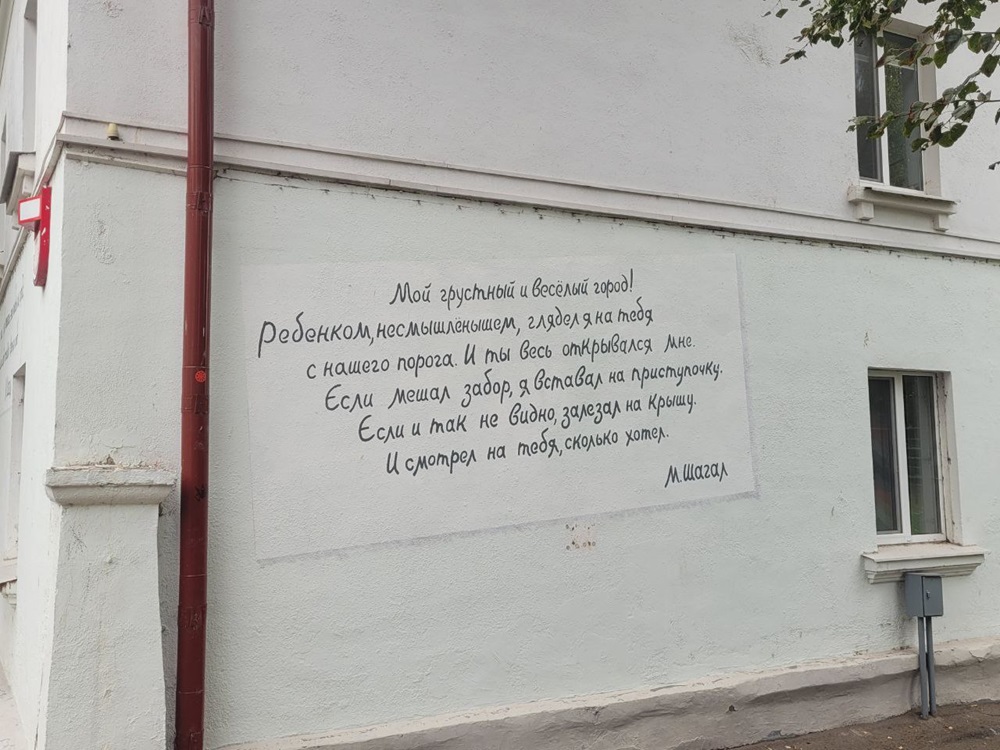 Мой грустный и весёлый город!
Ребенком, несмышлёнышем, глядел я на тебя
с нашего порога. И ты весь открывался мне.
Если мешал забор, я вставал на приступочку.
Если и так не видно, залезал на крышу.
И смотрел на тебя, сколько хотел.
М. Шагал